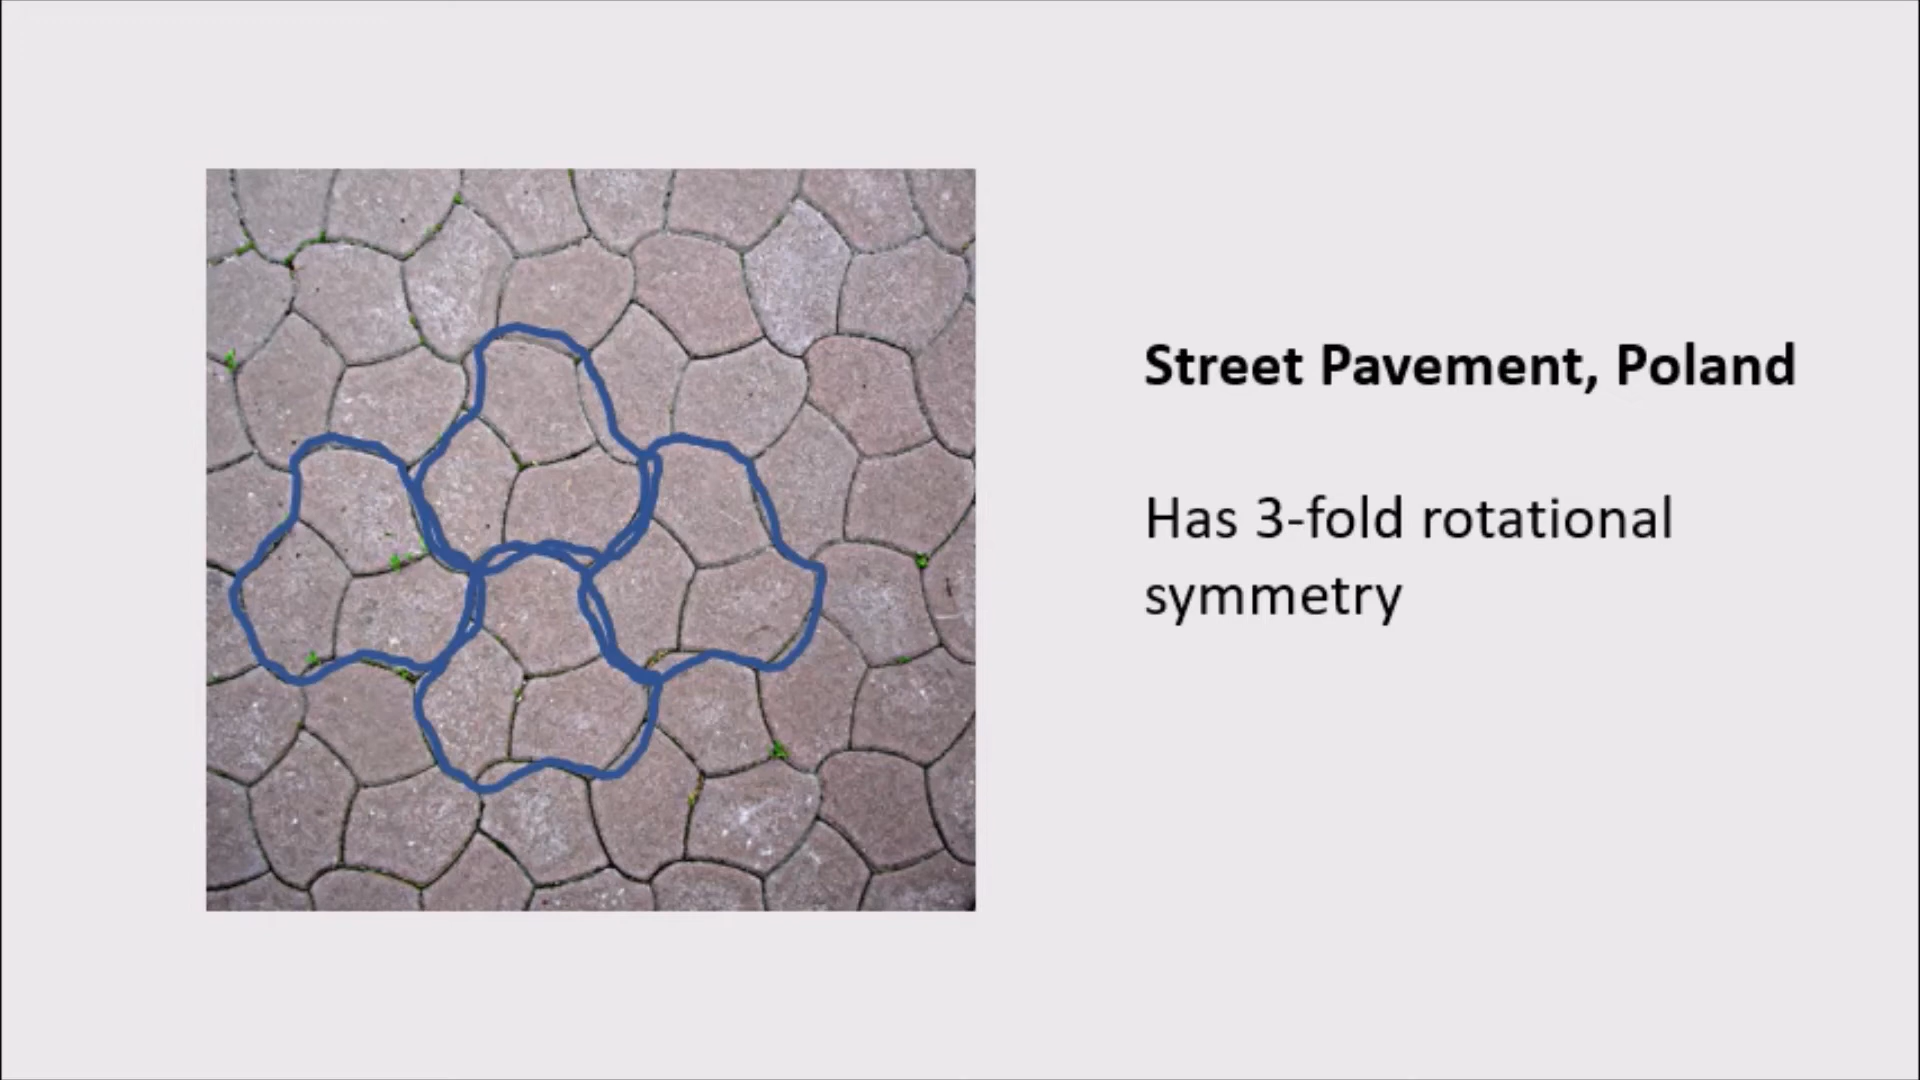 Street Pavement, Poland
Has 3-fold rotational
symmetry